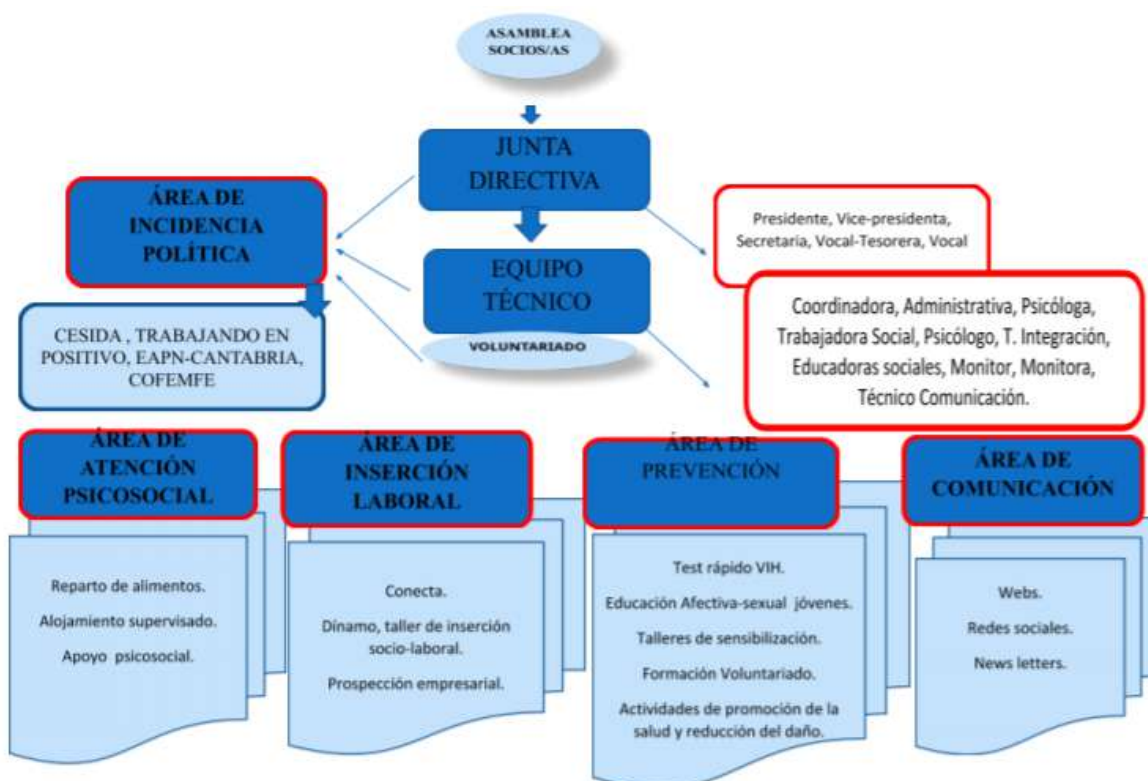 ASAMBLEA
SOCIOS/AS
JUNTA
DIRECTIVA
ÁREA DE
INCIDENCIA
POLÍTICA
Presidente, Vice-presidenta,
Secretaria, Vocal-Tesorera, Vocal
EQUIPO
TÉCNICO
VOLUNTARIADO
CESIDA , TRABAJANDO EN
POSITIVO, EAPN-CANTABRIA,
COFEMFE
Coordinadora, Administrativa, Psicóloga,
Trabajadora Social, Psicólogo, T. Integración,
Educadoras sociales, Monitor, Monitora,
Técnico Comunicación.
ÁREA DE
ATENCIÓN
PSICOSOCIAL
Reparto de alimentos.
Alojamiento supervisado.
Apoyo psicosocial.
ÁREA DE
INSERCIÓN
LABORAL
Conecta.
Dínamo, taller de inserción
socio-laboral.
Prospección empresarial.
ÁREA DE
PREVENCIÓN
Test rápido VIH.
Educación Afectiva-sexual jóvenes.
Talleres de sensibilización.
Formación Voluntariado.
Actividades de promoción de la
salud y reducción del daño.
ÁREA DE
COMUNICACIÓN
Webs.
Redes sociales.
News letters.